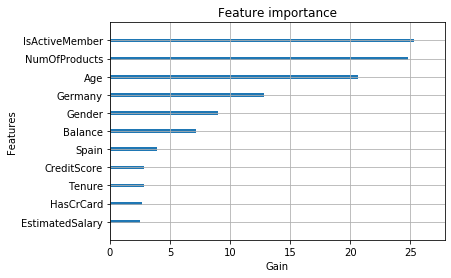 Feature importance
IsActiveMember
NumOfProducts
Age
Germany
Gender
Balance
Spain
CreditScore
Tenure
HasCrCard
EstimatedSalary
Features
0 5 10 15 20 25
Gain